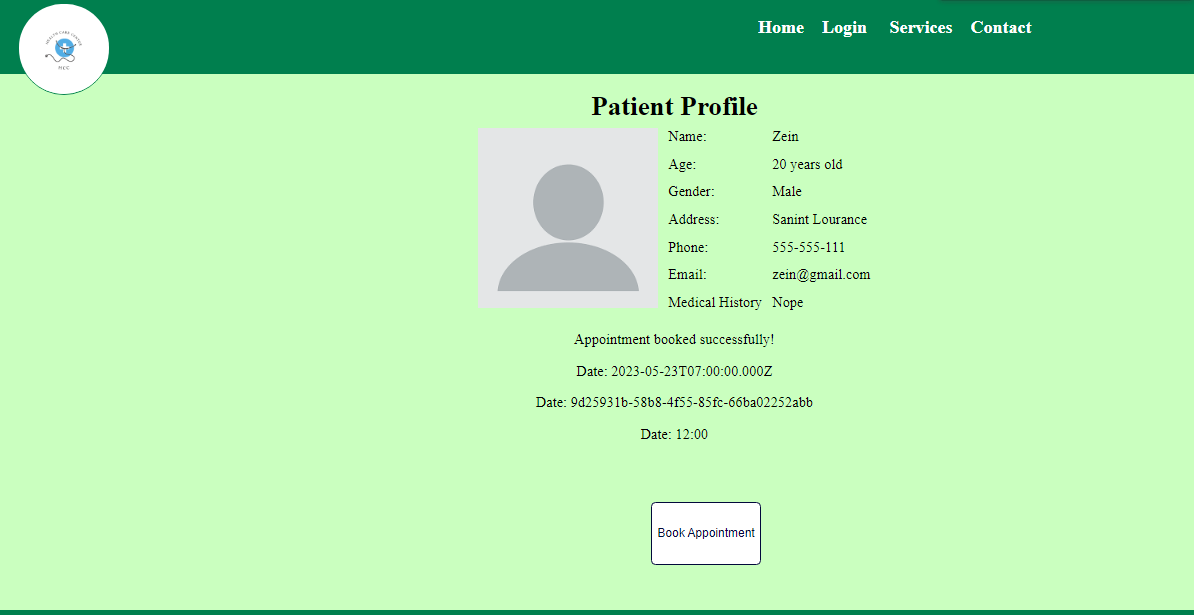 HEALTH CARE CENTER
HCC
Home Login Services Contact
Patient Profile
Name: Zein
Age: 20 years old
Gender: Male
Address: Sanint Lourance
Phone: 555-555-111
Email: zein@gmail.com
Medical History Nope
Appointment booked successfully!
Date: 2023-05-23T07:00:00.000Z
Date: 9d25931b-58b8-4f55-85fc-66ba02252abb
Date: 12:00
Book Appointment